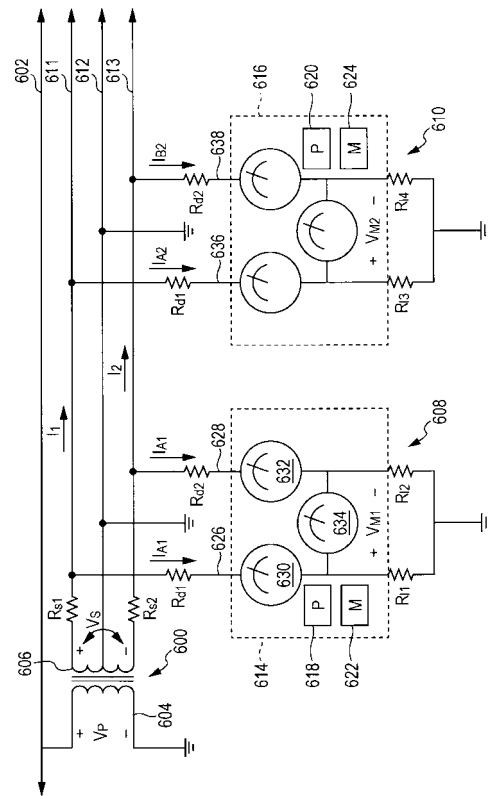 602
606
I₁
611
+
Rs1
612
VP
+
VS
I₂
613
−
−
Rs2
604
600
IA1
IA1
IA2
IB2
Rd1
Rd2
Rd1
Rd2
626
628
636
638
614
616
630
632
618
P
634
P
620
622
M
+
VM1
−
+
VM2
−
M
624
Rl1
Rl2
608
Rl3
Rl4
610